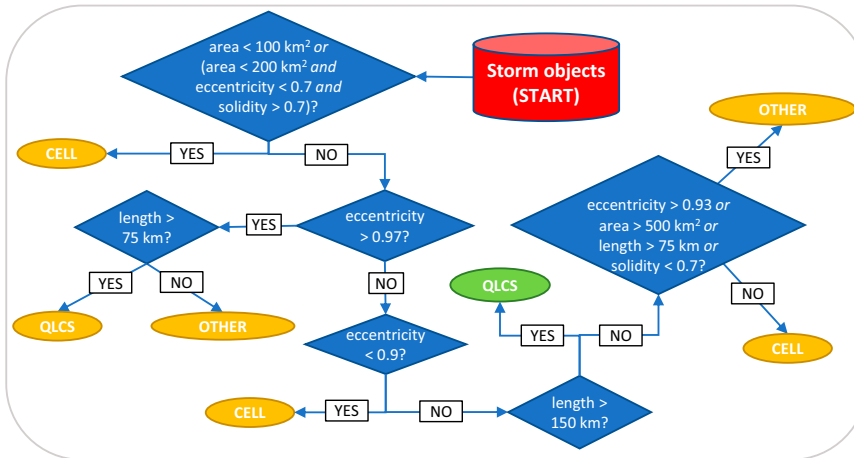 area < 100 km² or
(area < 200 km² and
eccentricity < 0.7 and
solidity > 0.7)?
Storm objects
(START)
OTHER
CELL
YES
NO
YES
length >
75 km?
YES
eccentricity
> 0.97?
eccentricity > 0.93 or
area > 500 km² or
length > 75 km or
solidity < 0.7?
YES
NO
NO
QLCS
NO
QLCS
OTHER
eccentricity
< 0.9?
YES
NO
CELL
CELL
YES
NO
length >
150 km?